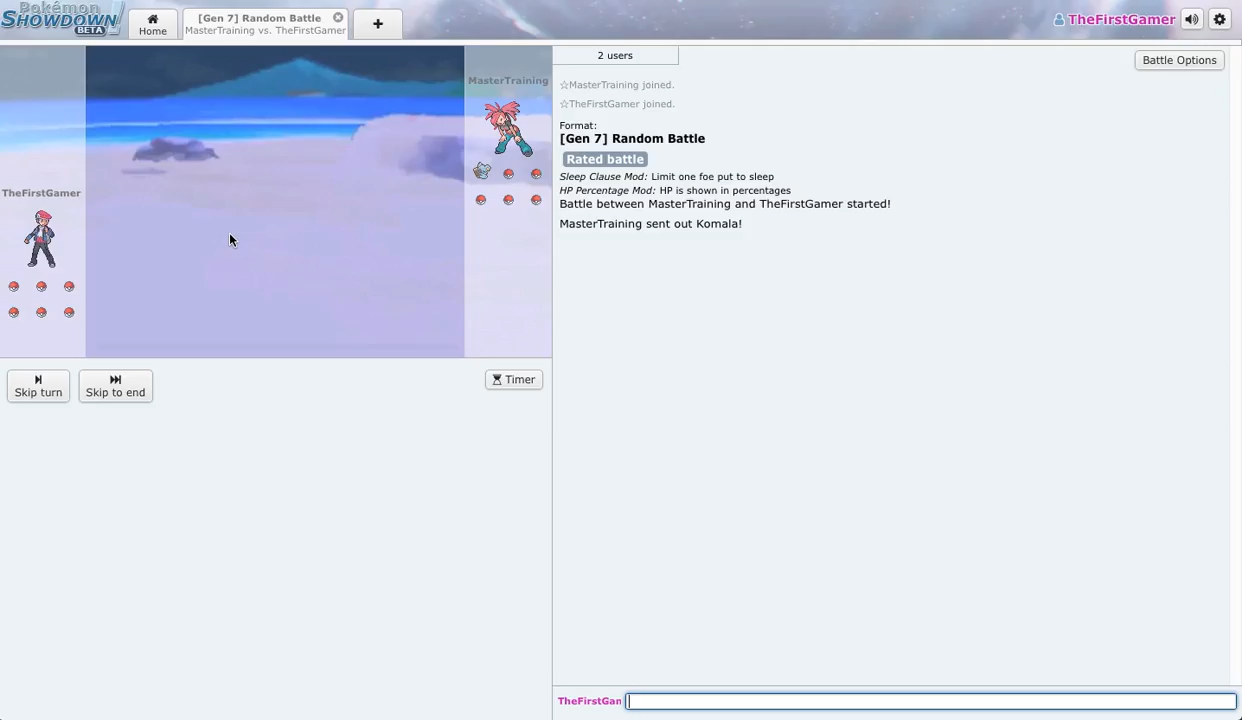 Pokémon
SHOWDOWN
BETA
Home
[Gen 7] Random Battle
MasterTraining vs. TheFirstGamer
+
TheFirstGamer
2 users
Battle Options
☆MasterTraining joined.
☆TheFirstGamer joined.
Format:
[Gen 7] Random Battle
Rated battle
Sleep Clause Mod: Limit one foe put to sleep
HP Percentage Mod: HP is shown in percentages
Battle between MasterTraining and TheFirstGamer started!
MasterTraining sent out Komala!
MasterTraining
TheFirstGamer
Skip turn
Skip to end
Timer
TheFirstGan